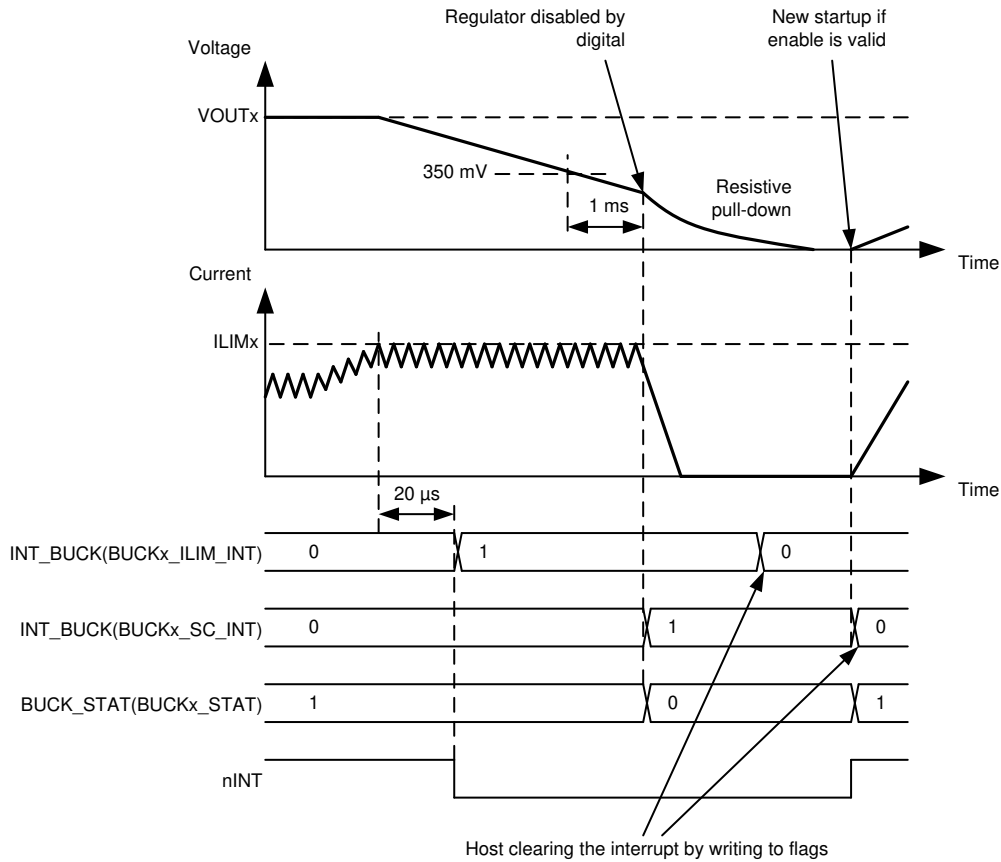 Regulator disabled by
digital
New startup if
enable is valid
Voltage
VOUTx
350 mV
1 ms
Resistive
pull-down
Time
Current
ILIMx
Time
20 µs
INT_BUCK(BUCKx_ILIM_INT)
0
1
0
INT_BUCK(BUCKx_SC_INT)
0
1
0
BUCK_STAT(BUCKx_STAT)
1
0
1
nINT
Host clearing the interrupt by writing to flags